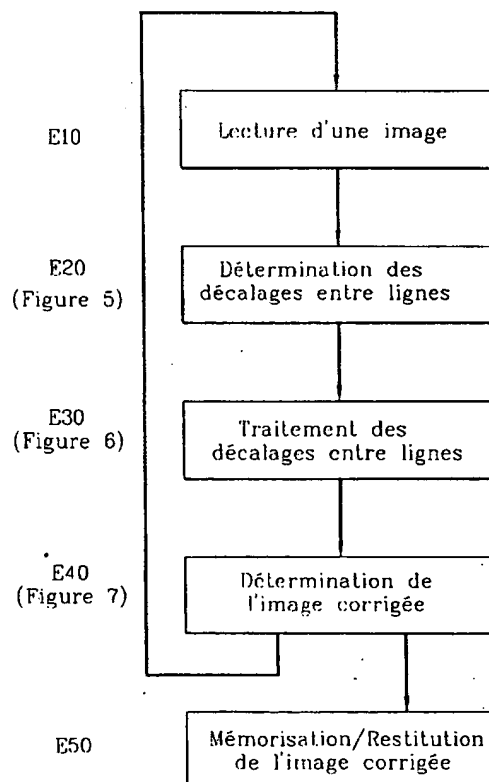 E10
Lecture d'une image
E20
(Figure 5)
Détermination des
décalages entre lignes
E30
(Figure 6)
Traitement des
décalages entre lignes
E40
(Figure 7)
Détermination de
l'image corrigée
E50
Mémorisation/Restitution
de l'image corrigée